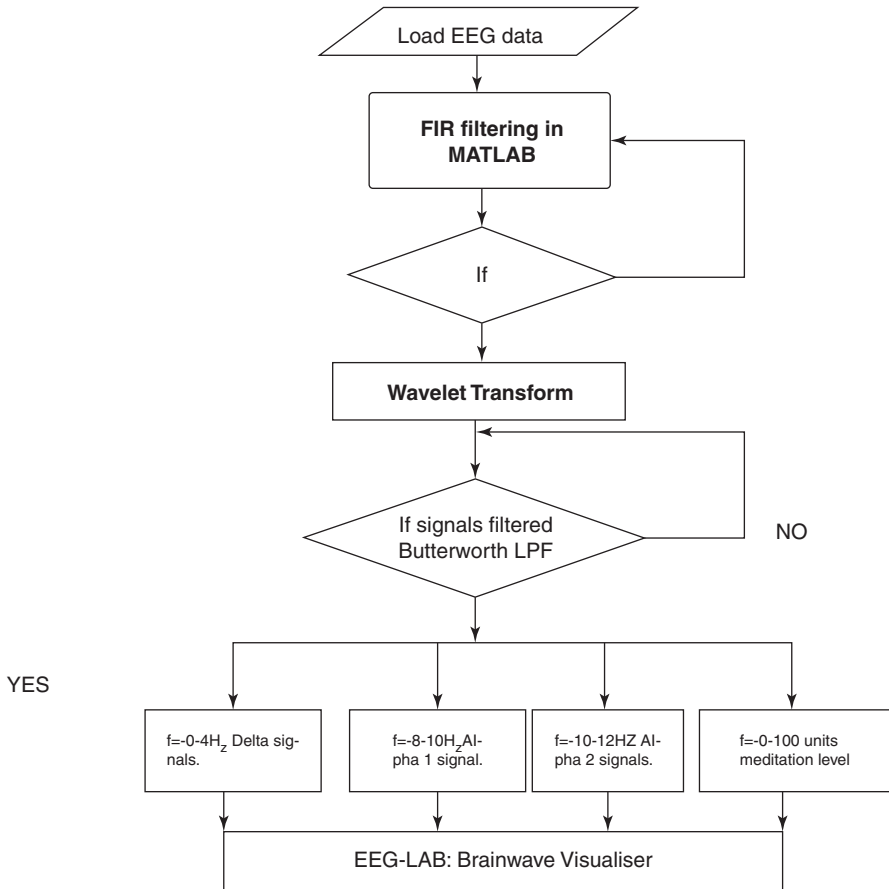 Load EEG data
FIR filtering in
MATLAB
If
Wavelet Transform
If signals filtered
Butterworth LPF
NO
YES
f=-0-4Hz Delta sig-
nals.
f=-8-10HzAl-
pha 1 signal.
f=-10-12HZ Al-
pha 2 signals.
f=-0-100 units
meditation level
EEG-LAB: Brainwave Visualiser